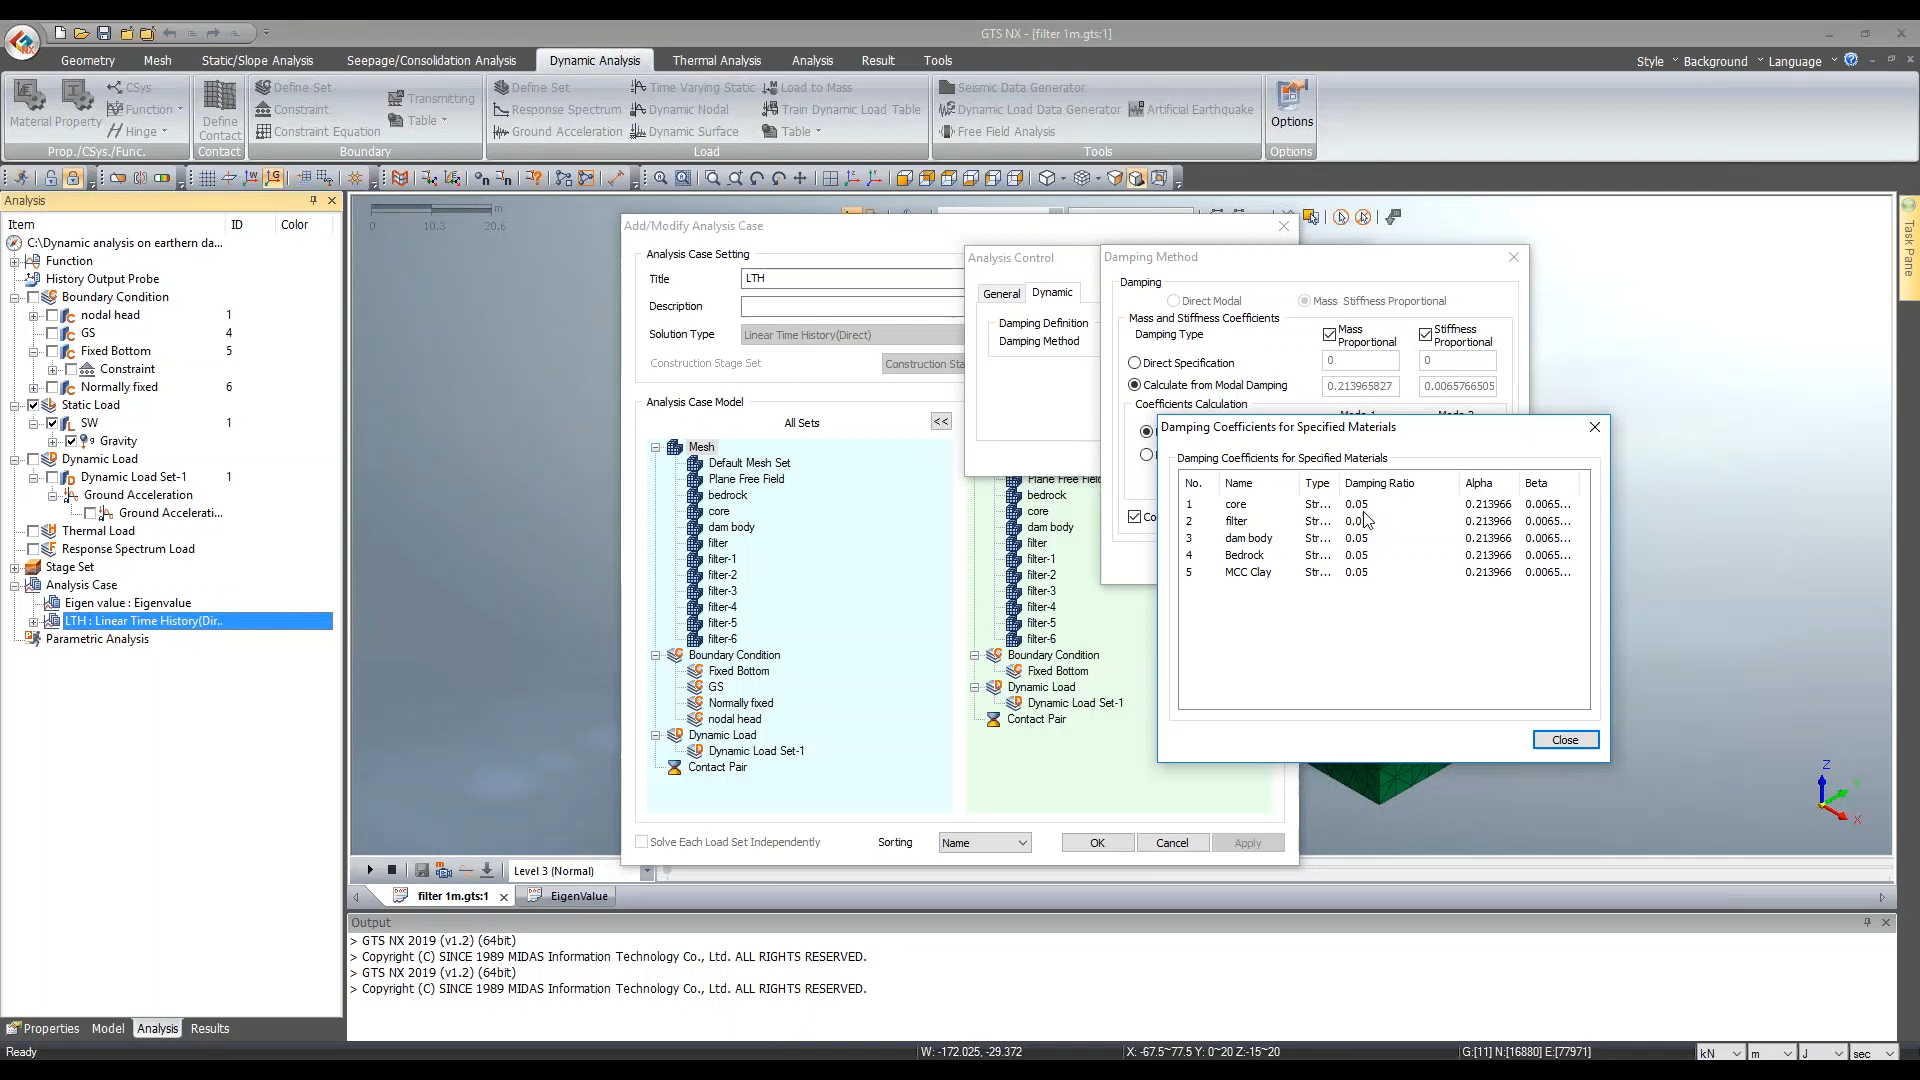 GTS NX - [filter 1m.gts:1]
Geometry Mesh Static/Slope Analysis Seepage/Consolidation Analysis Dynamic Analysis Thermal Analysis Analysis Result Tools
Style Background Language
Material Property
CSys
Function
Hinge
Prop./CSys./Func.
Define Contact
Contact
Define Set
Constraint
Constraint Equation
Transmitting
Table
Boundary
Define Set
Response Spectrum
Ground Acceleration
Time Varying Static
Dynamic Nodal
Dynamic Surface
Load to Mass
Train Dynamic Load Table
Table
Load
Seismic Data Generator
Dynamic Load Data Generator
Artificial Earthquake
Free Field Analysis
Tools
Options
Options
Analysis
Item ID Color
C:\Dynamic analysis on earthern da...
Function
History Output Probe
Boundary Condition
nodal head 1
GS 4
Fixed Bottom 5
Constraint
Normally fixed 6
Static Load
SW 1
Gravity
Dynamic Load
Dynamic Load Set-1 1
Ground Acceleration
Ground Accelerati...
Thermal Load
Response Spectrum Load
Stage Set
Analysis Case
Eigen value : Eigenvalue
LTH : Linear Time History(Dir..
Parametric Analysis
Properties Model Analysis Results
0 10.3 20.6
m
Task Pane
Add/Modify Analysis Case
Analysis Case Setting
Title LTH
Description
Solution Type Linear Time History(Direct)
Construction Stage Set Construction Sta
Analysis Case Model
All Sets <<
Mesh
Default Mesh Set
Plane Free Field
bedrock
core
dam body
filter
filter-1
filter-2
filter-3
filter-4
filter-5
filter-6
Boundary Condition
Fixed Bottom
GS
Normally fixed
nodal head
Dynamic Load
Dynamic Load Set-1
Contact Pair
Plane Free Field
bedrock
core
dam body
filter
filter-1
filter-2
filter-3
filter-4
filter-5
filter-6
Boundary Condition
Fixed Bottom
Dynamic Load
Dynamic Load Set-1
Contact Pair
Solve Each Load Set Independently Sorting Name OK Cancel Apply
Analysis Control
General Dynamic
Damping Definition
Damping Method
Damping Method
Damping
Direct Modal Mass Stiffness Proportional
Mass and Stiffness Coefficients
Damping Type Mass Proportional Stiffness Proportional
Direct Specification 0 0
Calculate from Modal Damping 0.213965827 0.0065766505
Coefficients Calculation
Co
Damping Coefficients for Specified Materials
Damping Coefficients for Specified Materials
No. Name Type Damping Ratio Alpha Beta
1 core Str... 0.05 0.213966 0.0065...
2 filter Str... 0.213966 0.0065...
3 dam body Str... 0.05 0.213966 0.0065...
4 Bedrock Str... 0.05 0.213966 0.0065...
5 MCC Clay Str... 0.05 0.213966 0.0065...
Close
Z
X
Level 3 (Normal)
filter 1m.gts:1 EigenValue
Output
> GTS NX 2019 (v1.2) (64bit)
> Copyright (C) SINCE 1989 MIDAS Information Technology Co., Ltd. ALL RIGHTS RESERVED.
> GTS NX 2019 (v1.2) (64bit)
> Copyright (C) SINCE 1989 MIDAS Information Technology Co., Ltd. ALL RIGHTS RESERVED.
Ready W: -172.025, -29.372 X: -67.5~77.5 Y: 0~20 Z:-15~20 G:[11] N:[16880] E:[77971] kN m J sec